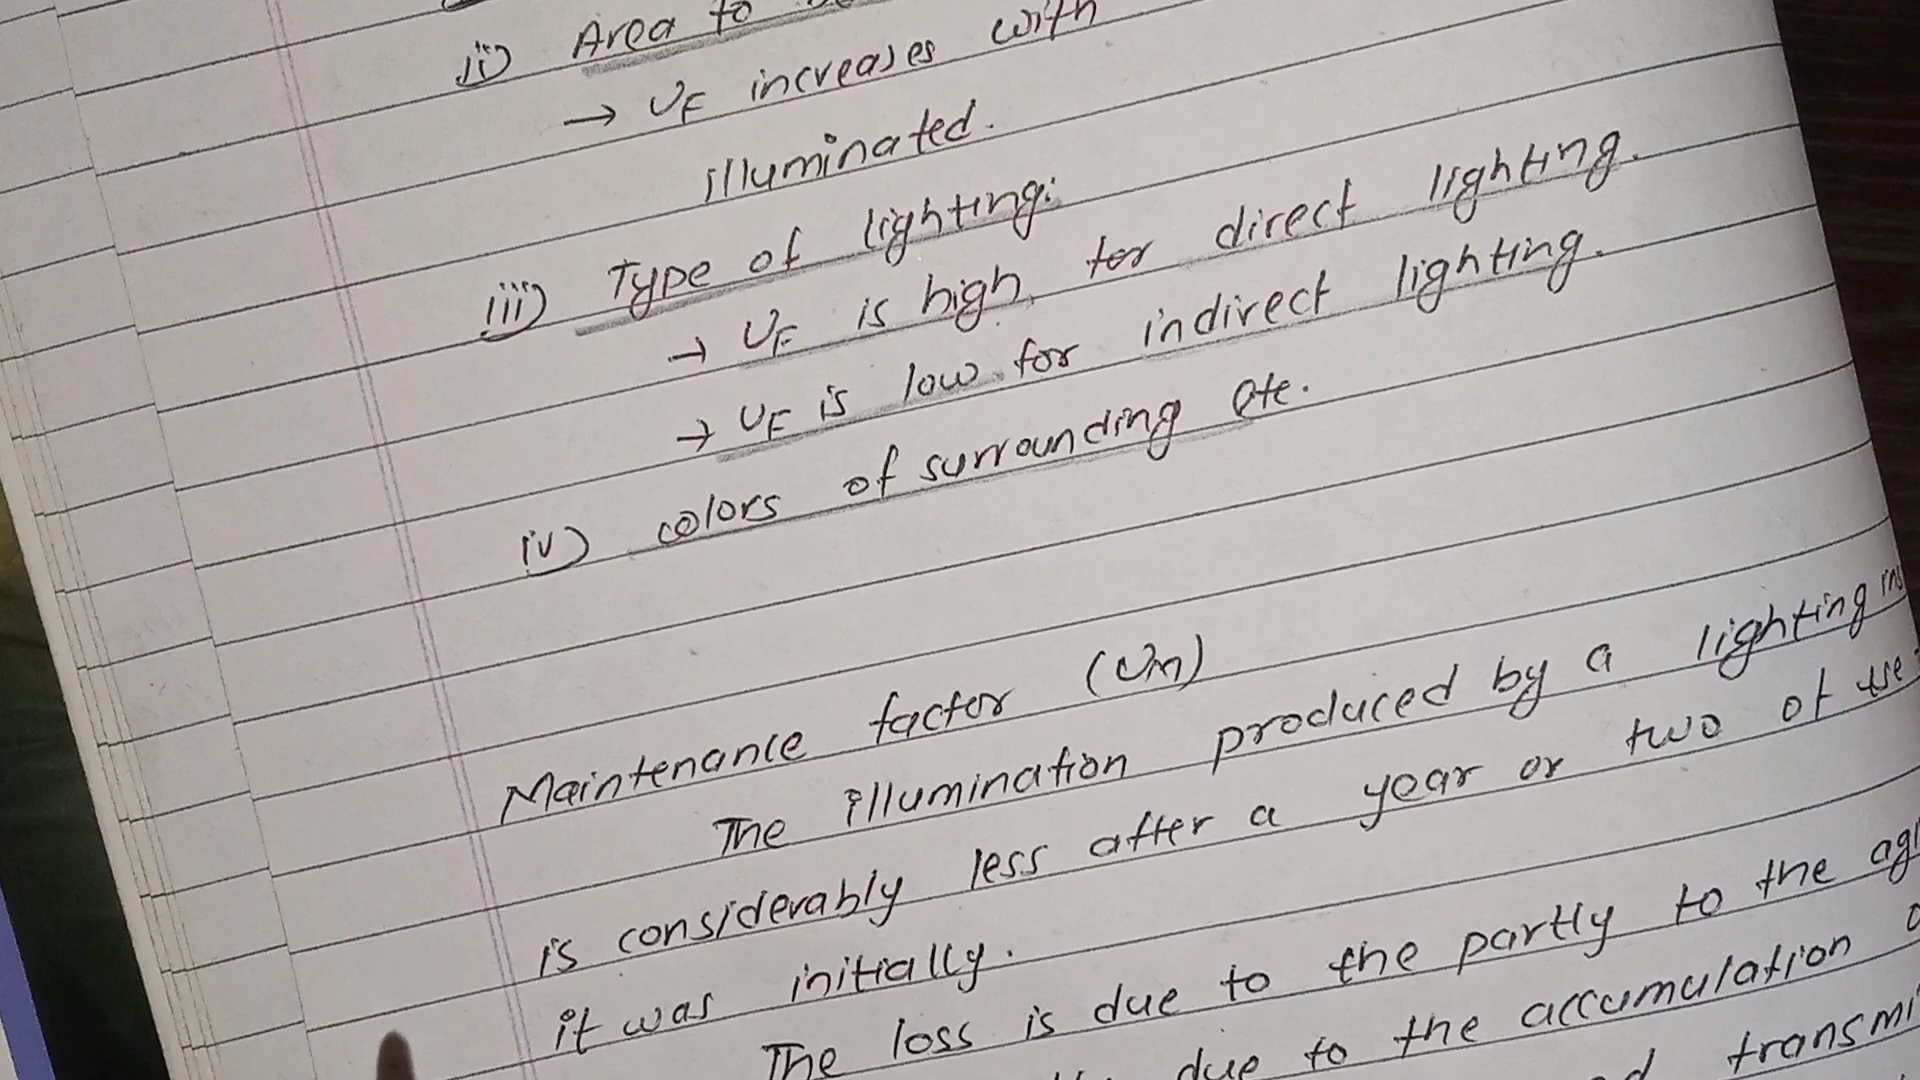 ii) Area to
→ UF increases with
illuminated.
iii) Type of lighting:
→ UF is high for direct lighting.
→ UF is low for indirect lighting.
iv) colors of surrounding etc.
Maintenance factor (Um)
The illumination produced by a lighting
is considerably less after a year or two of use
it was initially.
The loss is due to the partly to the
due to the accumulation